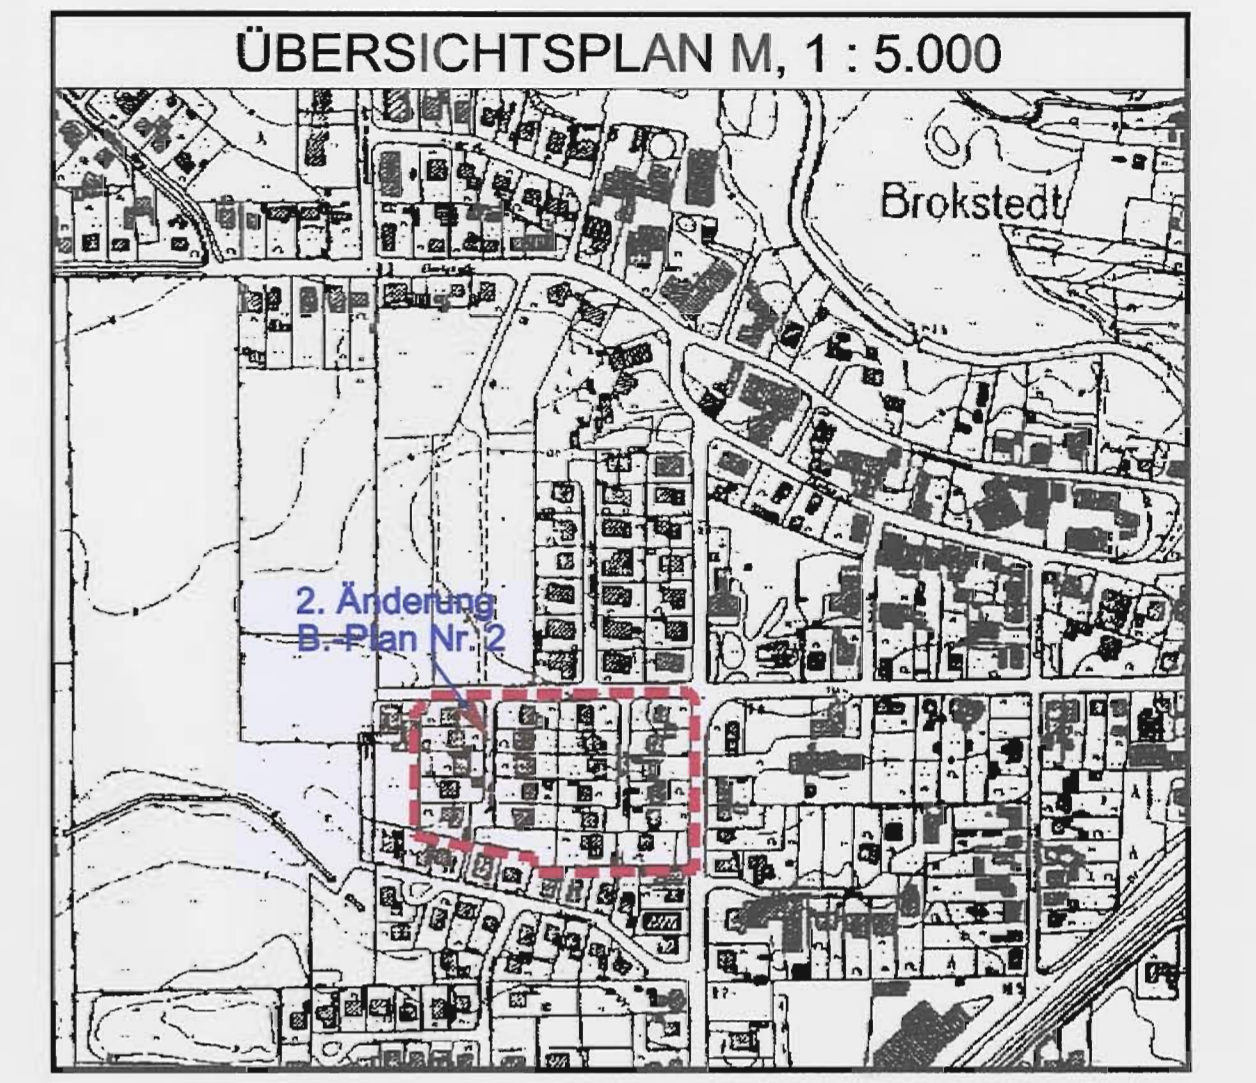 ÜBERSICHTSPLAN M, 1 : 5.000
Brokstedt
2. Änderung
B.-Plan Nr. 2